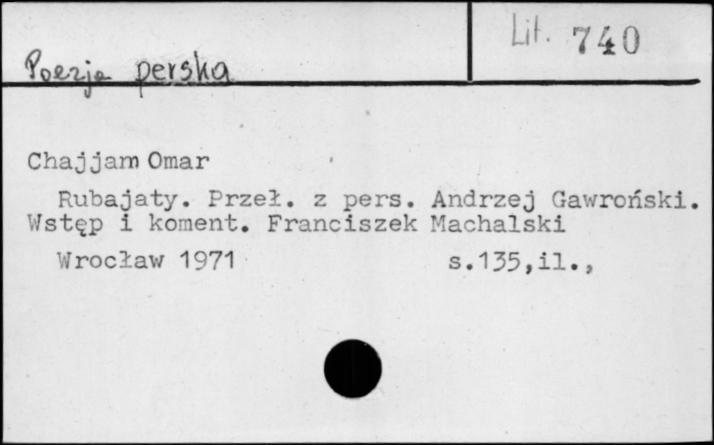 Lit. 740
Poezja perska
Chajjam Omar
Rubajaty. Przeł. z pers. Andrzej Gawroński.
Wstęp i koment. Franciszek Machalski
Wrocław 1971 s.135,il.,